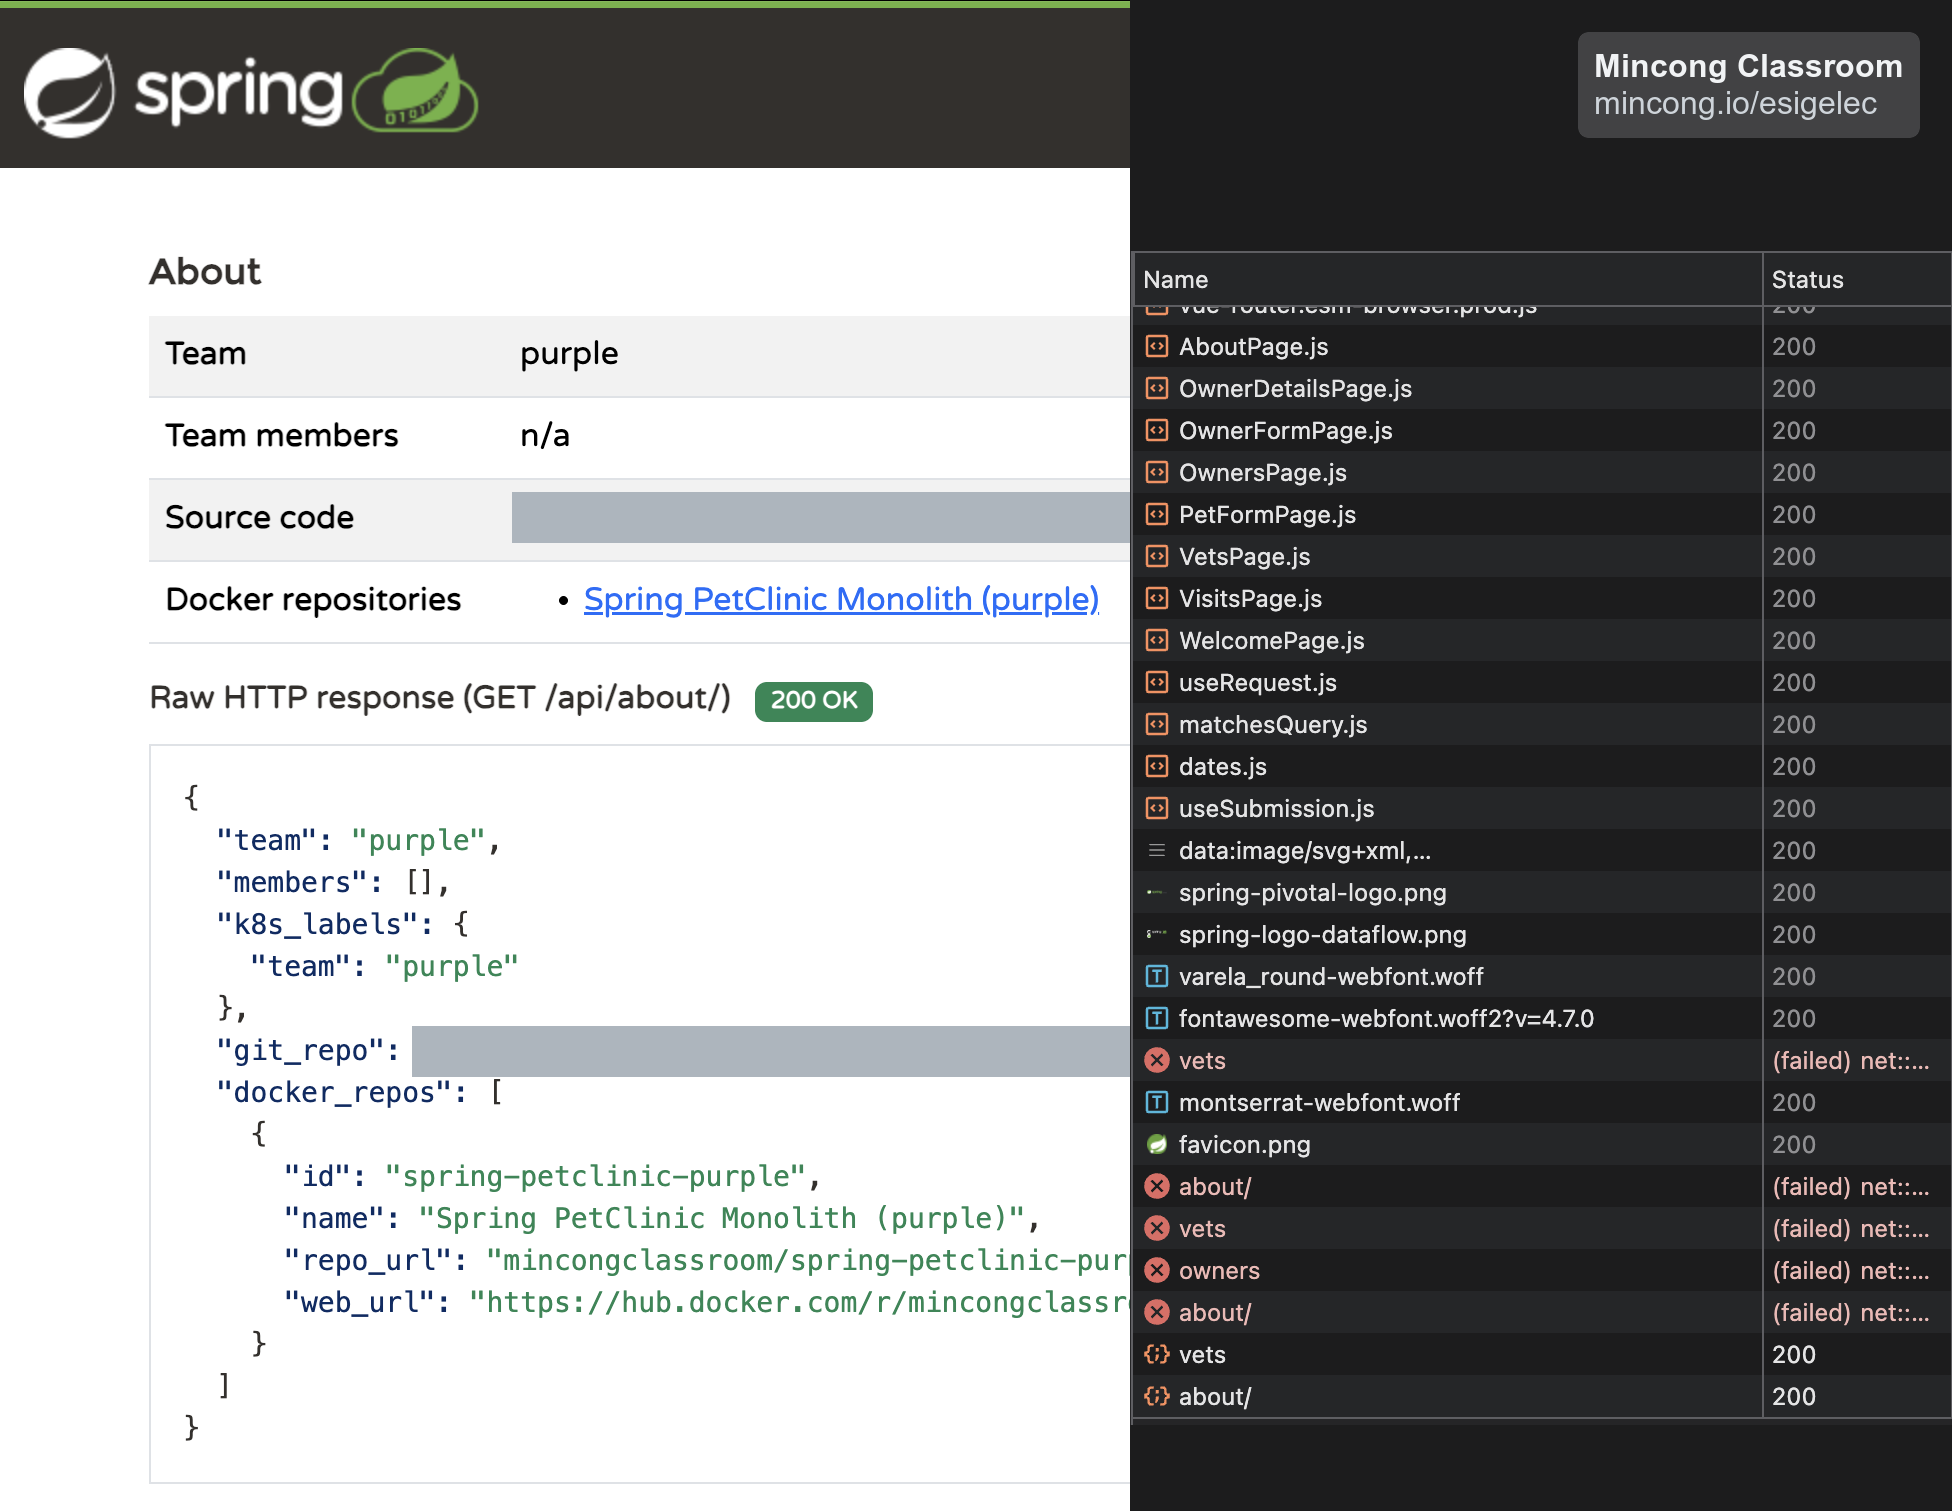 spring
Mincong Classroom
mincong.io/esigelec
About
Team purple
Team members n/a
Source code
Docker repositories • Spring PetClinic Monolith (purple)
Raw HTTP response (GET /api/about/) 200 OK
{
"team": "purple",
"members": [],
"k8s_labels": {
"team": "purple"
},
"git_repo":
"docker_repos": [
{
"id": "spring-petclinic-purple",
"name": "Spring PetClinic Monolith (purple)",
"repo_url": "mincongclassroom/spring-petclinic-pur
"web_url": "https://hub.docker.com/r/mincongclassr
}
]
}
Name Status
vue-router.esm-browser.prod.js 200
AboutPage.js 200
OwnerDetailsPage.js 200
OwnerFormPage.js 200
OwnersPage.js 200
PetFormPage.js 200
VetsPage.js 200
VisitsPage.js 200
WelcomePage.js 200
useRequest.js 200
matchesQuery.js 200
dates.js 200
useSubmission.js 200
data:image/svg+xml,... 200
spring-pivotal-logo.png 200
spring-logo-dataflow.png 200
varela_round-webfont.woff 200
fontawesome-webfont.woff2?v=4.7.0 200
vets (failed) net::...
montserrat-webfont.woff 200
favicon.png 200
about/ (failed) net::...
vets (failed) net::...
owners (failed) net::...
about/ (failed) net::...
vets 200
about/ 200